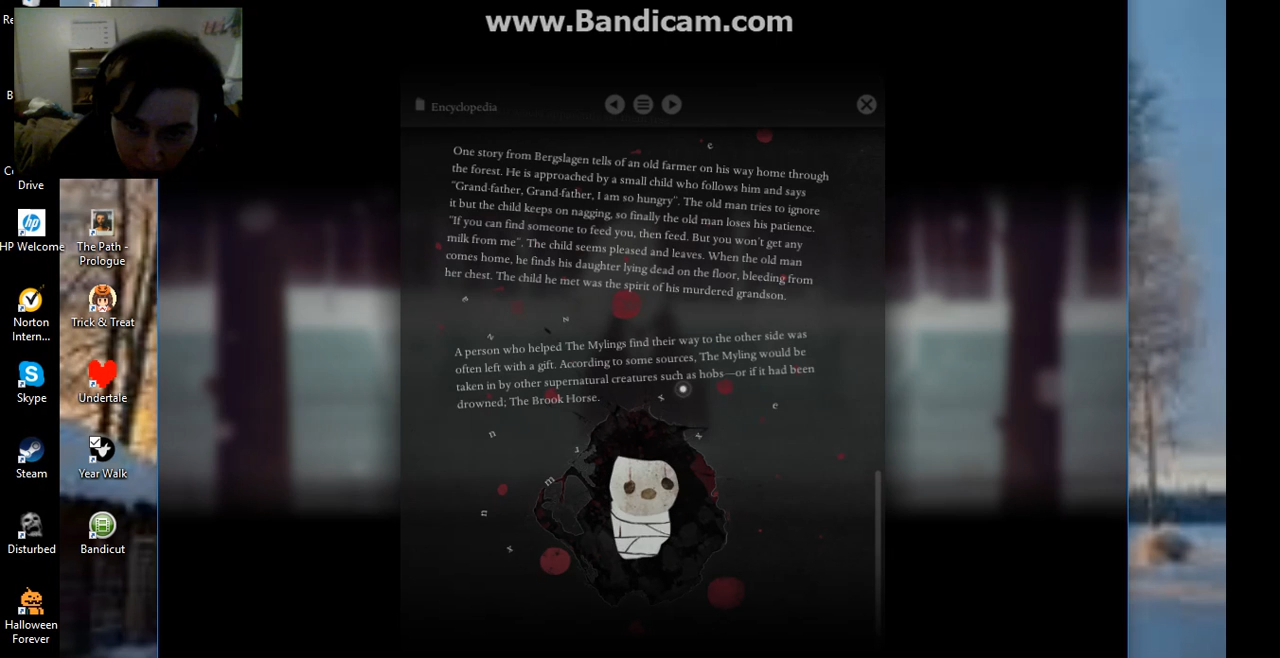 www.Bandicam.com
Encyclopedia
One story from Bergslagen tells of an old farmer on his way home through
the forest. He is approached by a small child who follows him and says
"Grand-father, Grand-father, I am so hungry". The old man tries to ignore
it but the child keeps on nagging, so finally the old man loses his patience.
"If you can find someone to feed you, then feed. But you won't get any
milk from me". The child seems pleased and leaves. When the old man
comes home, he finds his daughter lying dead on the floor, bleeding from
her chest. The child he met was the spirit of his murdered grandson.
A person who helped The Mylings find their way to the other side was
often left with a gift. According to some sources, The Myling would be
taken in by other supernatural creatures such as hobs—or if it had been
drowned; The Brook Horse.
Drive
hp
HP Welcome
The Path -
Prologue
Norton
Intern...
Trick & Treat
Skype
Undertale
Steam
Year Walk
Disturbed
Bandicut
Halloween
Forever